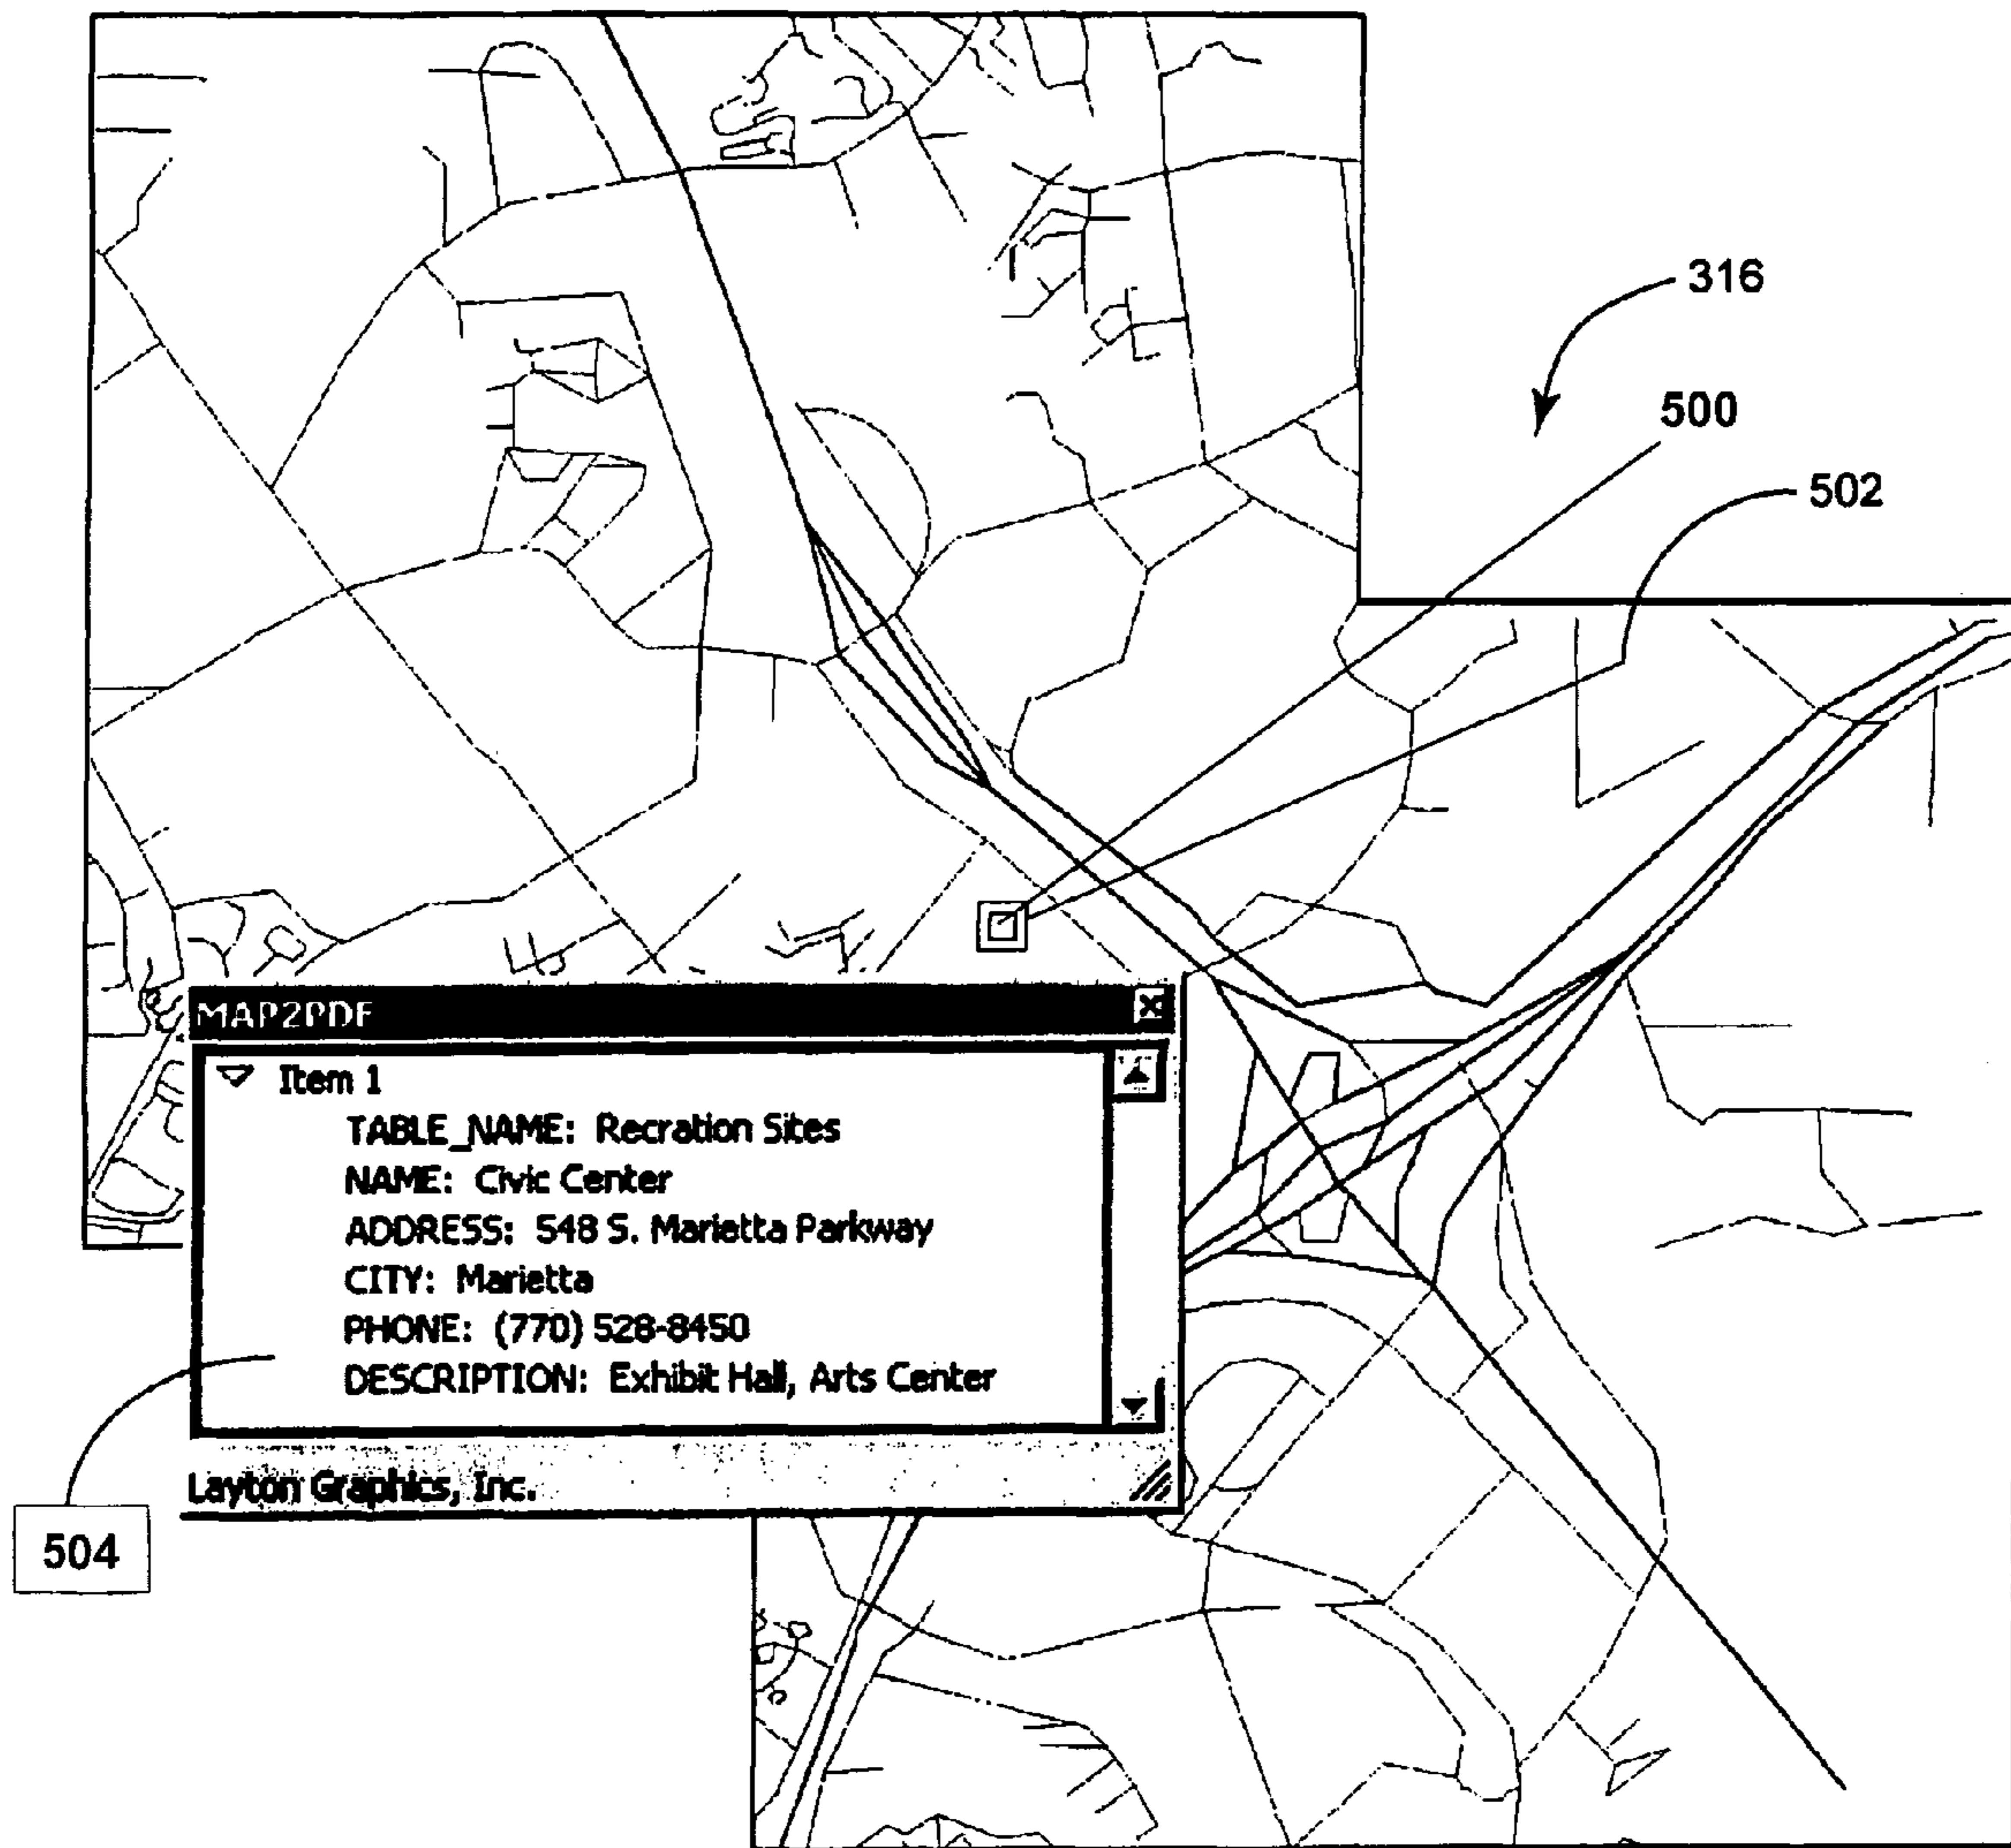 316
500
502
MAP2PDF
Item 1
TABLE_NAME: Recration Sites
NAME: Civic Center
ADDRESS: 548 S. Marietta Parkway
CITY: Marietta
PHONE: (770) 528-8450
DESCRIPTION: Exhibit Hall, Arts Center
Layton Graphics, Inc.
504